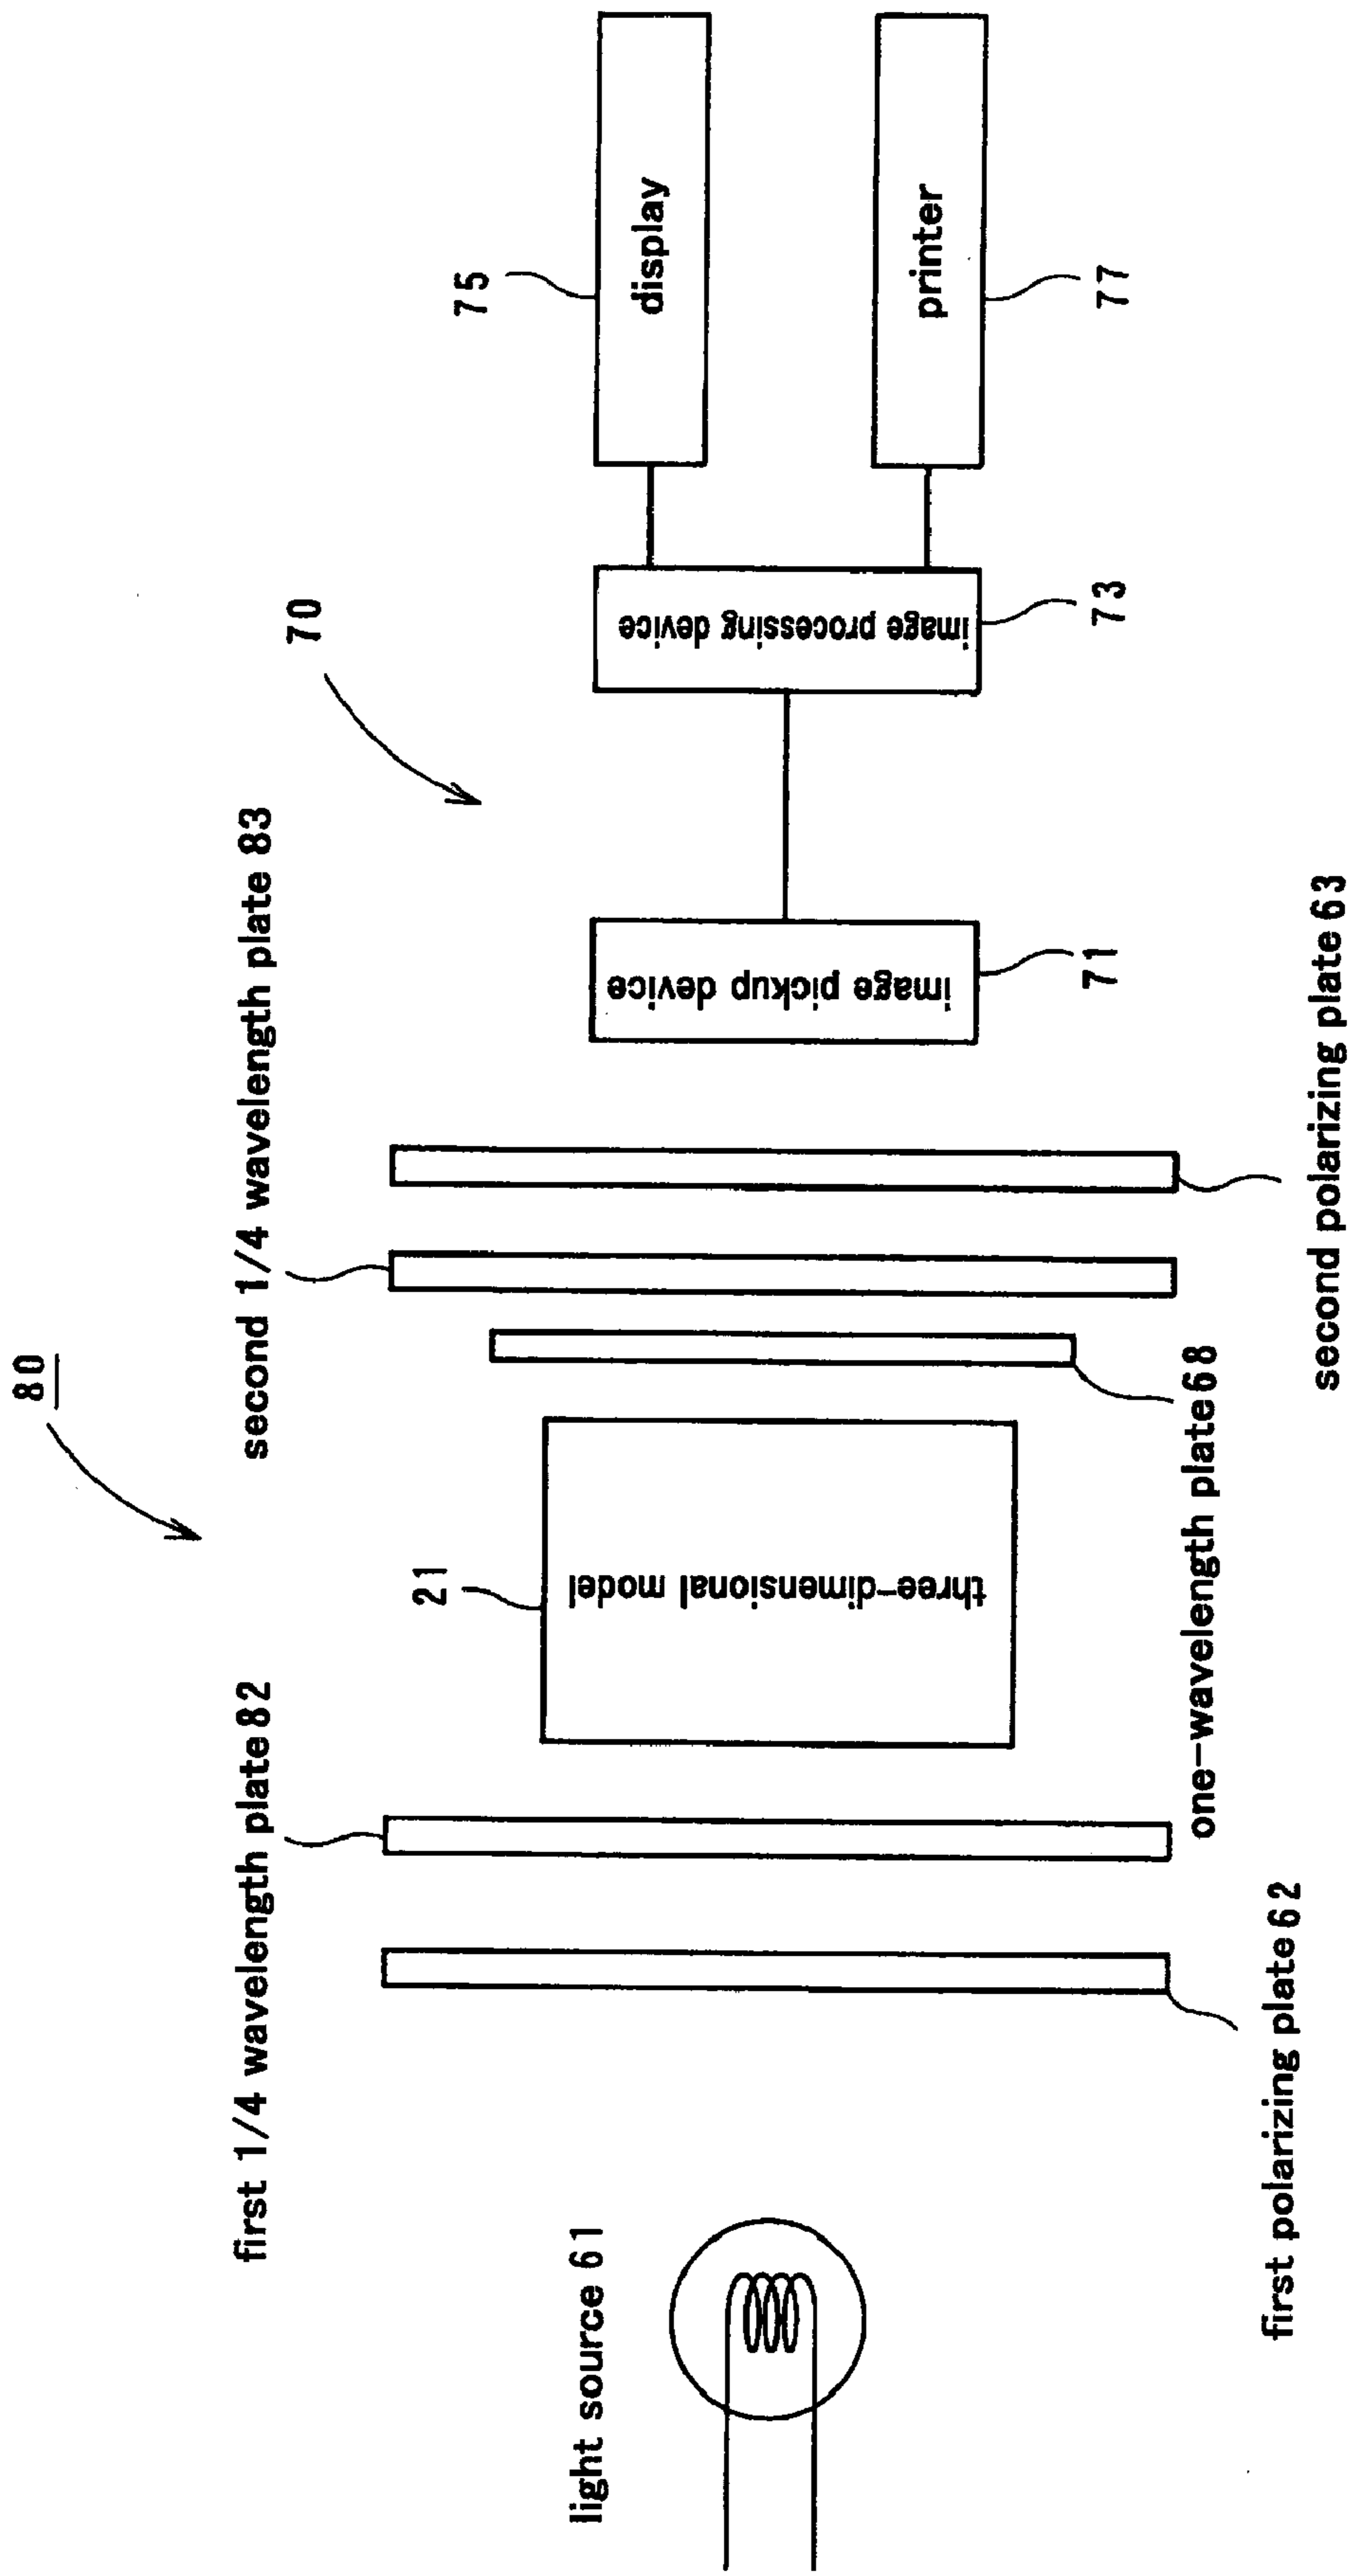 80
first 1/4 wavelength plate 82
second 1/4 wavelength plate 83
70
21
75
light source 61
three-dimensional model
image pickup device
image processing device
display
printer
71
73
77
one-wavelength plate 68
first polarizing plate 62
second polarizing plate 63